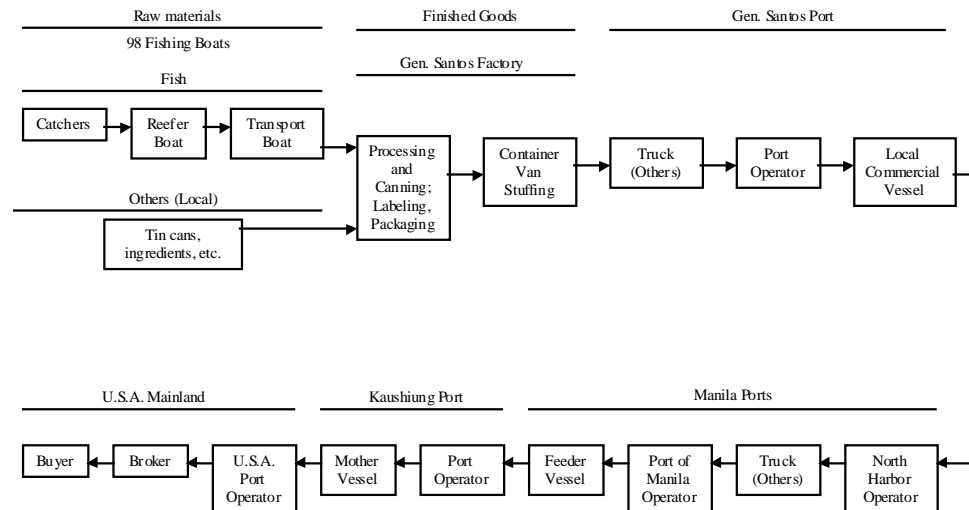 Raw materials
Finished Goods
Gen. Santos Port
98 Fishing Boats
Gen. Santos Factory
Fish
Catchers
Reefer
Boat
Transport
Boat
Processing
and
Canning;
Labeling,
Packaging
Container
Van
Stuffing
Truck
(Others)
Port
Operator
Local
Commercial
Vessel
Others (Local)
Tin cans,
ingredients, etc.
U.S.A. Mainland
Kaushiung Port
Manila Ports
Buyer
Broker
U.S.A.
Port
Operator
Mother
Vessel
Port
Operator
Feeder
Vessel
Port of
Manila
Operator
Truck
(Others)
North
Harbor
Operator